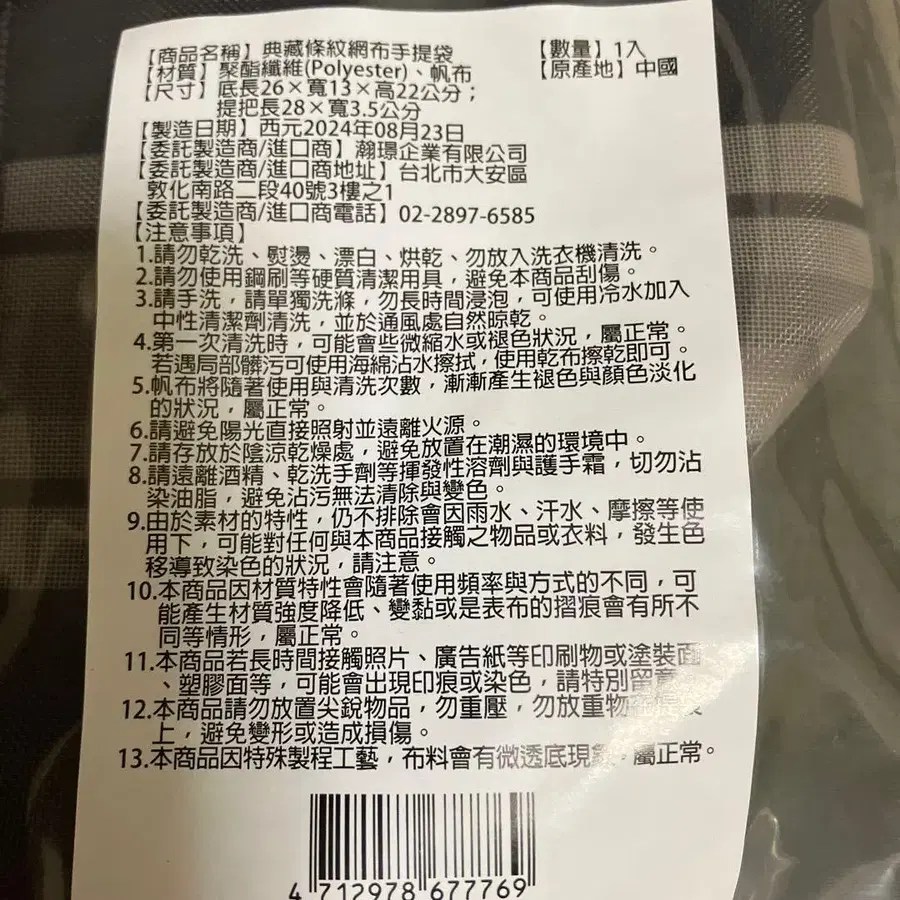 【商品名稱】典藏條紋網布手提袋 【數量】1入
【材質】聚酯纖維(Polyester)、帆布 【原產地】中國
【尺寸】底長26×寬13×高22公分；
提把長28×寬3.5公分
【製造日期】西元2024年08月23日
【委託製造商/進口商】瀚璟企業有限公司
【委託製造商/進口商地址】台北市大安區
敦化南路二段40號3樓之1
【委託製造商/進口商電話】02-2897-6585
【注意事項】
1.請勿乾洗、熨燙、漂白、烘乾、勿放入洗衣機清洗。
2.請勿使用鋼刷等硬質清潔用具，避免本商品刮傷。
3.請手洗，請單獨洗滌，勿長時間浸泡，可使用冷水加入
中性清潔劑清洗，並於通風處自然晾乾。
4.第一次清洗時，可能會些微縮水或褪色狀況，屬正常。
若遇局部髒污可使用海綿沾水擦拭，使用乾布擦乾即可。
5.帆布將隨著使用與清洗次數，漸漸產生褪色與顏色淡化
的狀況，屬正常。
6.請避免陽光直接照射並遠離火源。
7.請存放於陰涼乾燥處，避免放置在潮濕的環境中。
8.請遠離酒精、乾洗手劑等揮發性溶劑與護手霜，切勿沾
染油脂，避免沾污無法清除與變色。
9.由於素材的特性，仍不排除會因雨水、汗水、摩擦等使
用下，可能對任何與本商品接觸之物品或衣料，發生色
移導致染色的狀況，請注意。
10.本商品因材質特性會隨著使用頻率與方式的不同，可
能產生材質強度降低、變黏或是表布的摺痕會有所不
同等情形，屬正常。
11.本商品若長時間接觸照片、廣告紙等印刷物或塗裝面
、塑膠面等，可能會出現印痕或染色，請特別留意。
12.本商品請勿放置尖銳物品，勿重壓，勿放重物
上，避免變形或造成損傷。
13.本商品因特殊製程工藝，布料會有微透底現象，屬正常。
4 712978 677769